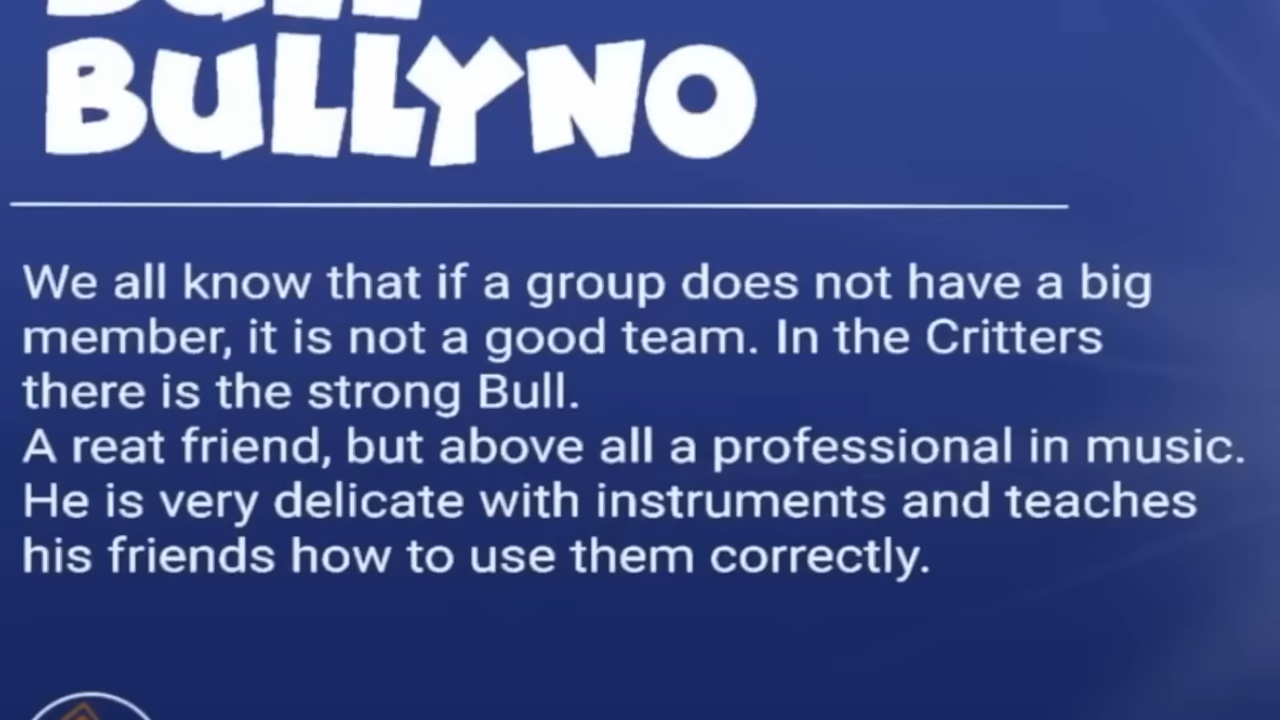 BULL
BULLYNO
We all know that if a group does not have a big
member, it is not a good team. In the Critters
there is the strong Bull.
A reat friend, but above all a professional in music.
He is very delicate with instruments and teaches
his friends how to use them correctly.